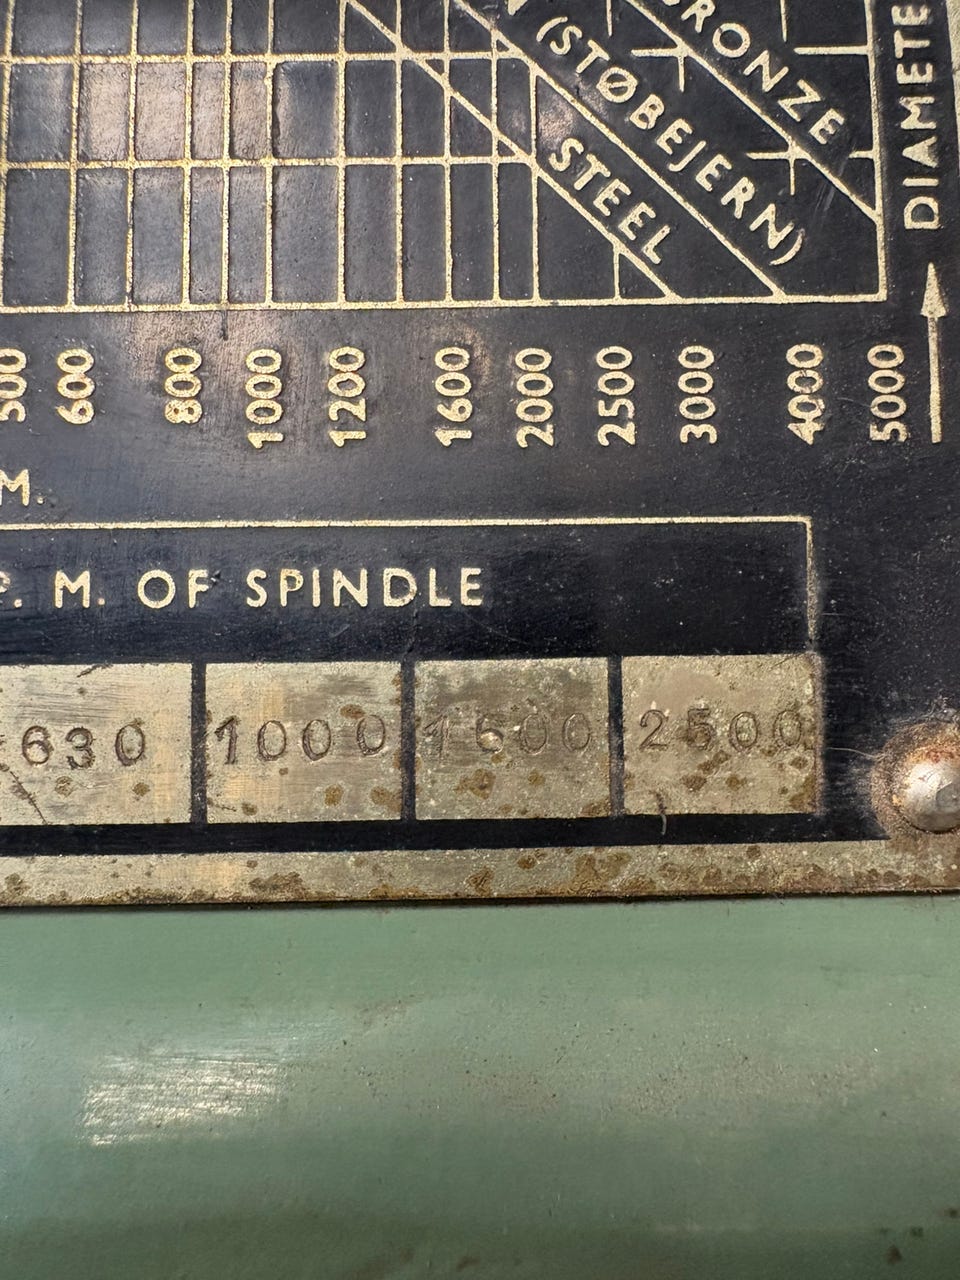 BRONZE
(STØBEJERN)
STEEL
DIAMETE
500 600 800 1000 1200 1600 2000 2500 3000 4000 5000
M.
P. M. OF SPINDLE
630 1000 1600 2500